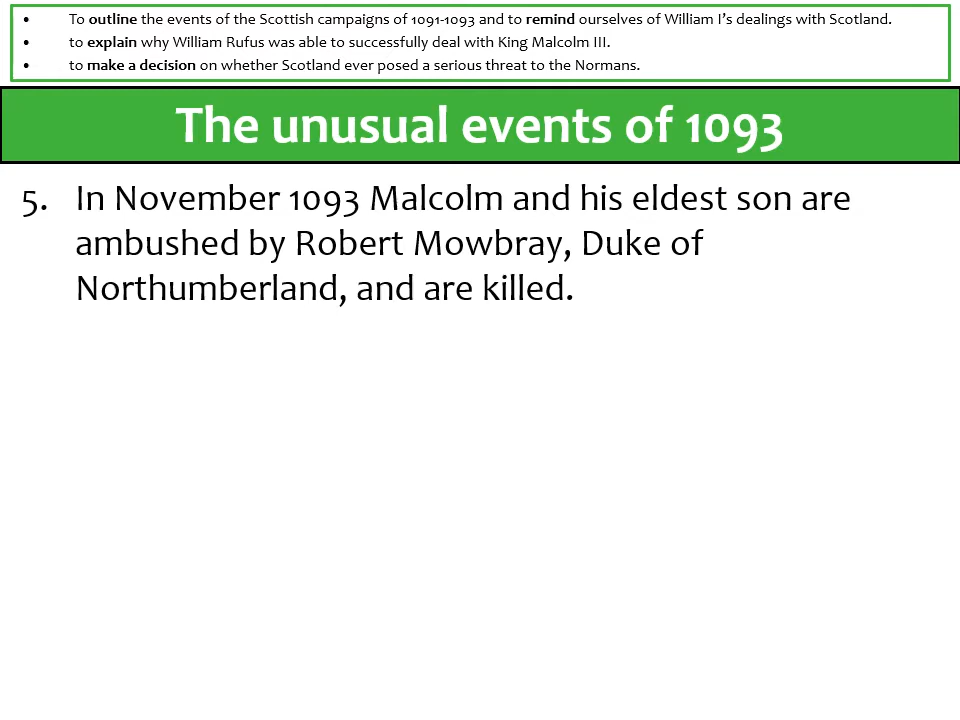 • To outline the events of the Scottish campaigns of 1091-1093 and to remind ourselves of William I’s dealings with Scotland.
• to explain why William Rufus was able to successfully deal with King Malcolm III.
• to make a decision on whether Scotland ever posed a serious threat to the Normans.
The unusual events of 1093
5. In November 1093 Malcolm and his eldest son are
ambushed by Robert Mowbray, Duke of
Northumberland, and are killed.